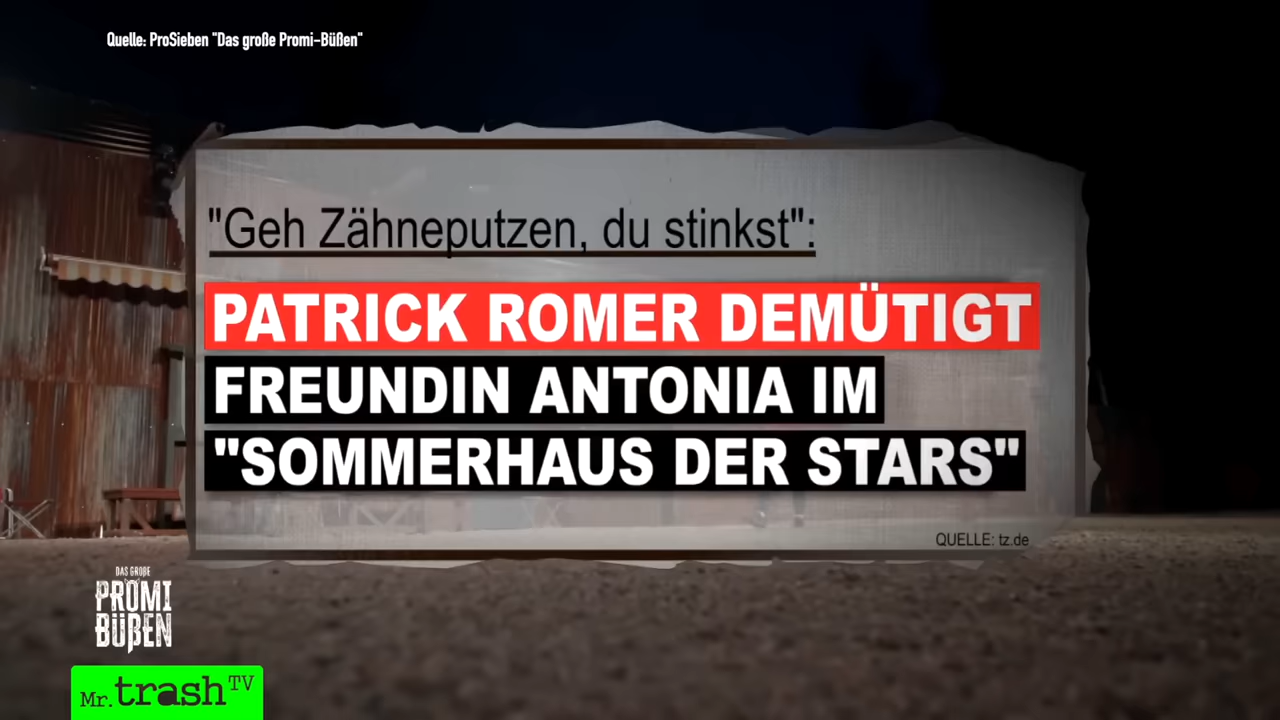 Quelle: ProSieben "Das große Promi-Büßen"
"Geh Zähneputzen, du stinkst":
PATRICK ROMER DEMÜTIGT
FREUNDIN ANTONIA IM
"SOMMERHAUS DER STARS"
QUELLE: tz.de
DAS GROßE
PROMI
BÜßEN
Mr. trash TV